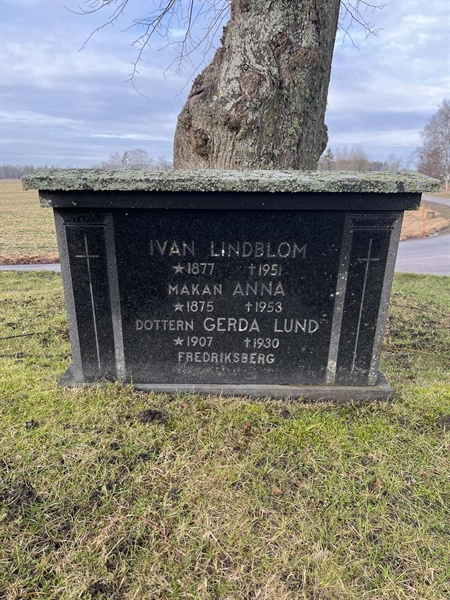 IVAN LINDBLOM
★1877 †1951
MAKAN ANNA
★1875 †1953
DOTTERN GERDA LUND
★1907 †1930
FREDRIKSBERG